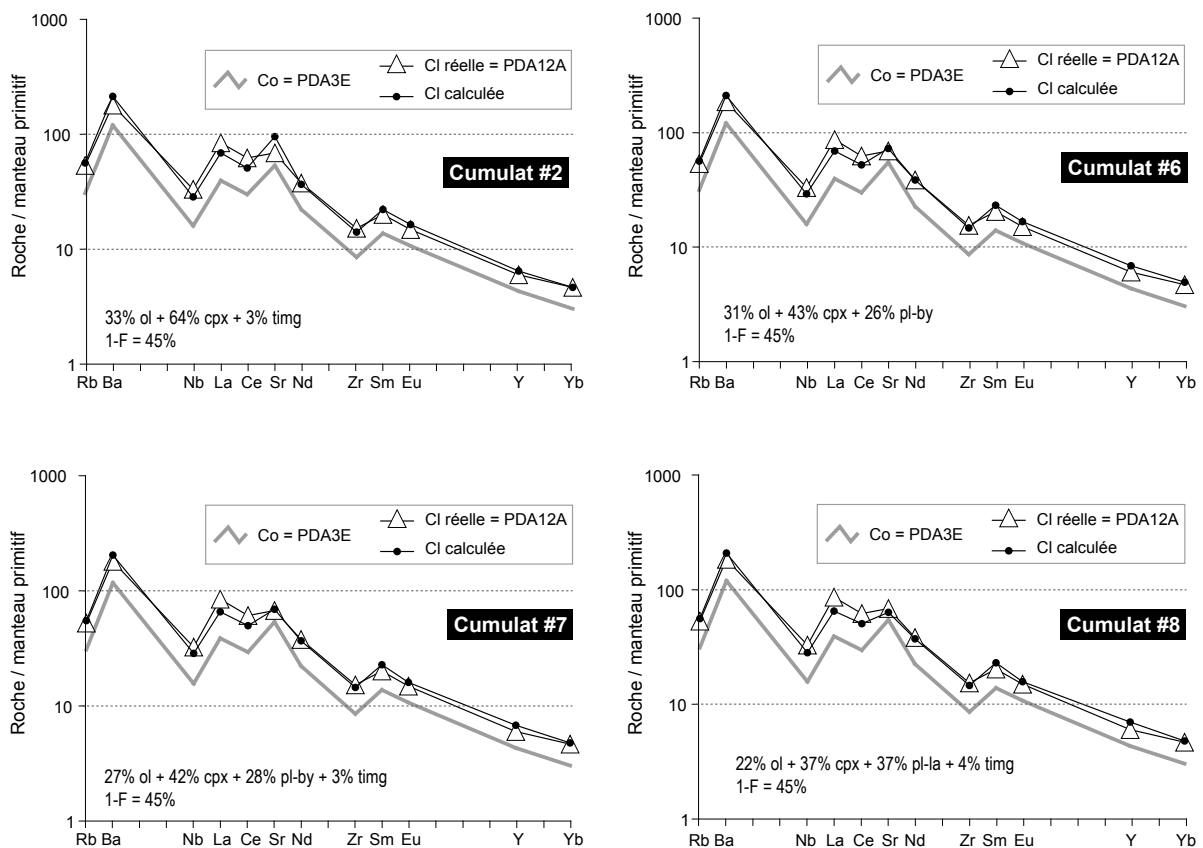 1000
100
10
1
Roche / manteau primitif
Co = PDA3E
Cl réelle = PDA12A
Cl calculée
Cumulat #2
33% ol + 64% cpx + 3% timg
1-F = 45%
Rb Ba Nb La Ce Sr Nd Zr Sm Eu Y Yb
1000
100
10
1
Roche / manteau primitif
Co = PDA3E
Cl réelle = PDA12A
Cl calculée
Cumulat #6
31% ol + 43% cpx + 26% pl-by
1-F = 45%
Rb Ba Nb La Ce Sr Nd Zr Sm Eu Y Yb
1000
100
10
1
Roche / manteau primitif
Co = PDA3E
Cl réelle = PDA12A
Cl calculée
Cumulat #7
27% ol + 42% cpx + 28% pl-by + 3% timg
1-F = 45%
Rb Ba Nb La Ce Sr Nd Zr Sm Eu Y Yb
1000
100
10
1
Roche / manteau primitif
Co = PDA3E
Cl réelle = PDA12A
Cl calculée
Cumulat #8
22% ol + 37% cpx + 37% pl-la + 4% timg
1-F = 45%
Rb Ba Nb La Ce Sr Nd Zr Sm Eu Y Yb